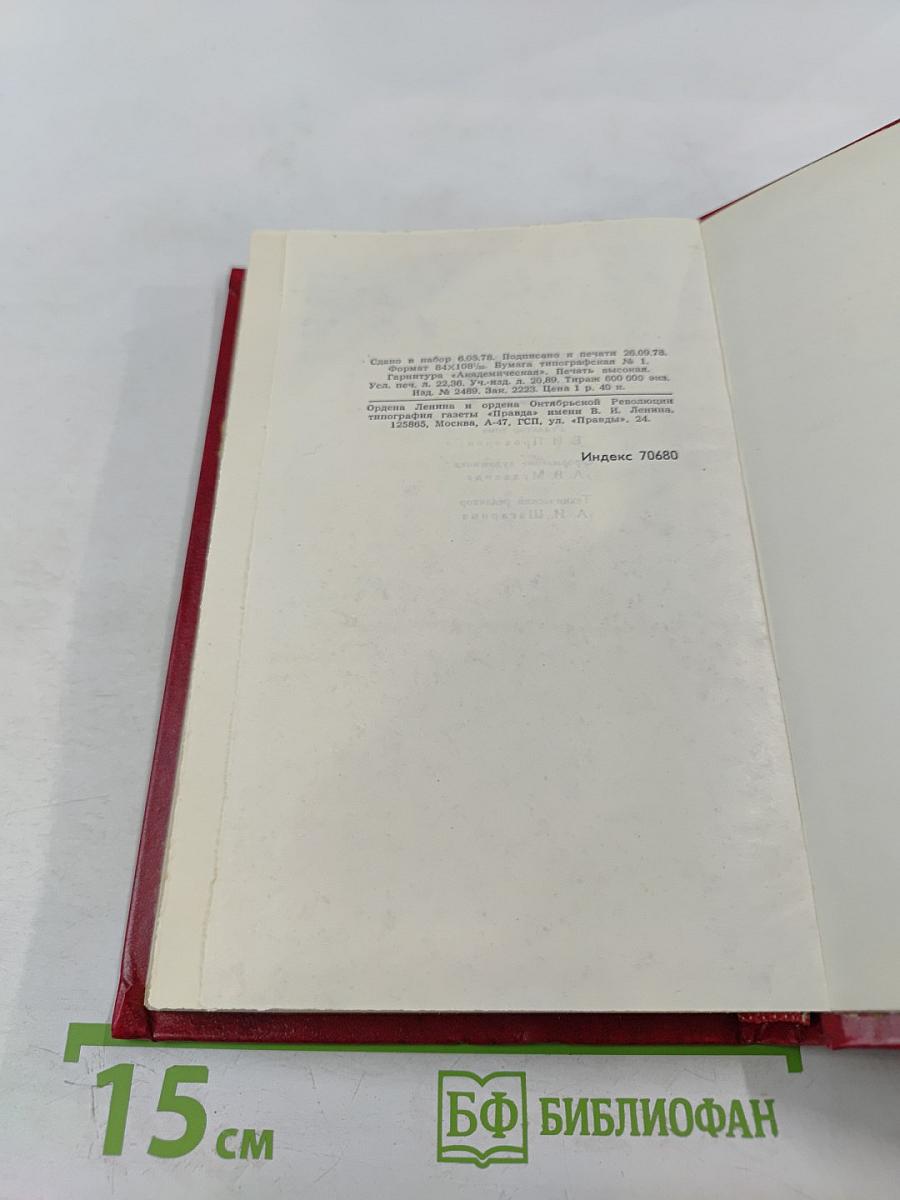 Сдано в набор 6.05.78. Подписано к печати 26.09.78.
Формат 84×108¹/₃₂. Бумага типографская № 1.
Гарнитура «Академическая». Печать высокая.
Усл. печ. л. 22,36. Уч.-изд. л. 20,89. Тираж 600 000 экз.
Изд. № 2489. Зак. 2223. Цена 1 р. 40 к.
Ордена Ленина и ордена Октябрьской Революции
типография газеты «Правда» имени В. И. Ленина,
125865, Москва, А-47, ГСП, ул. «Правды», 24.
Индекс 70680
15 см
БФ БИБЛИОФАН